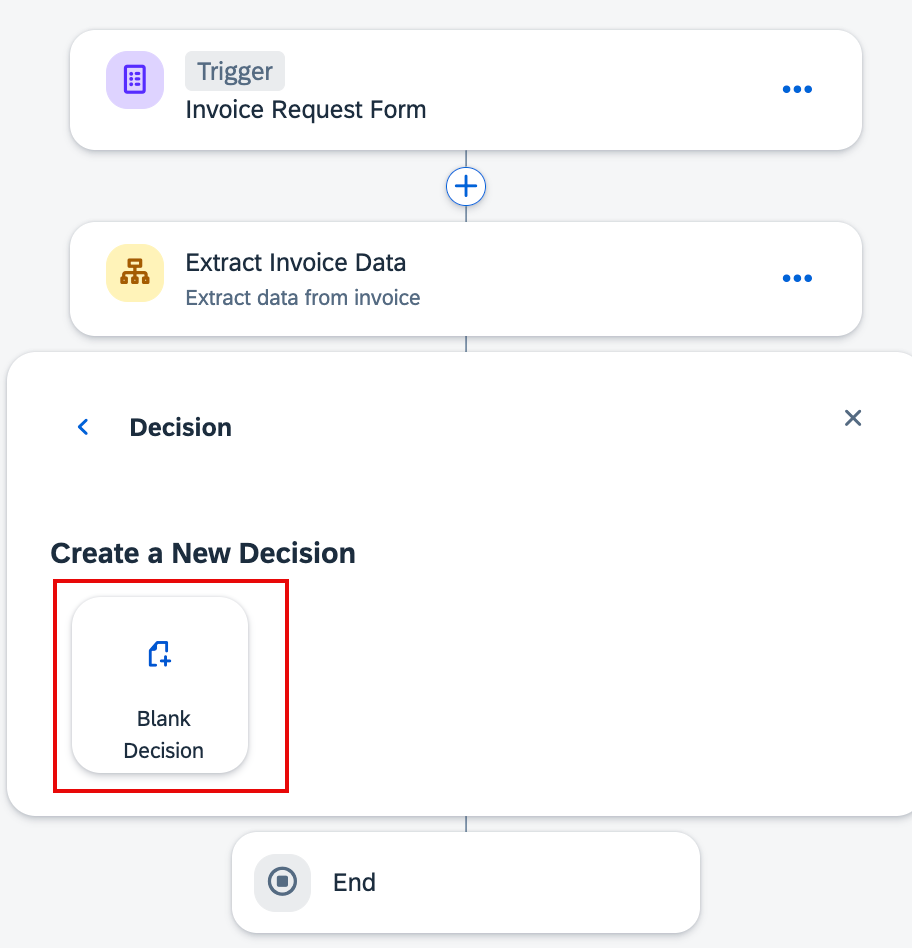 Trigger
Invoice Request Form
Extract Invoice Data
Extract data from invoice
Decision
Create a New Decision
Blank
Decision
End